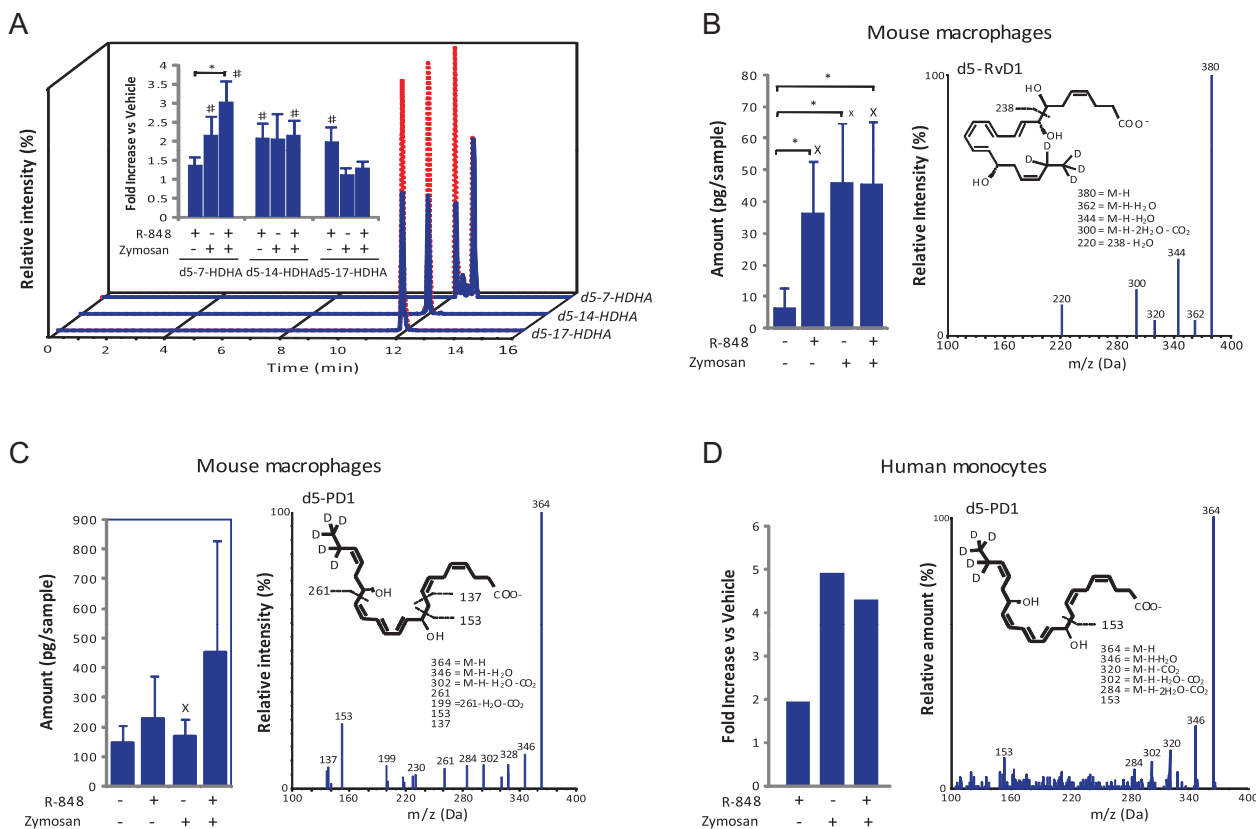 A
Relative intensity (%)
Fold Increase vs Vehicle
4
3.5
3
2.5
2
1.5
1
0.5
0
*
#
#
#
#
#
R-848 + - + + - + + - +
Zymosan - + + - + + - + +
d5-7-HDHA d5-14-HDHA d5-17-HDHA
d5-7-HDHA
d5-14-HDHA
d5-17-HDHA
0 2 4 6 8 10 12 14 16
Time (min)
B
Mouse macrophages
Amount (pg/sample)
80
70
60
50
40
30
20
10
0
*
*
*
X
x
X
R-848 - + - +
Zymosan - - + +
d5-RvD1
Relative Intensity (%)
100
0
HO
238
COO⁻
OH
D
D D
D
D
HO
380 = M-H
362 = M-H-H₂O
344 = M-H-H₂O
300 = M-H-2H₂O-CO₂
220 = 238-H₂O
220
300
320
344
362
380
100 160 220 280 340 400
m/z (Da)
C
Mouse macrophages
Amount (pg/sample)
900
800
700
600
500
400
300
200
100
0
X
R-848 - + - +
Zymosan - - + +
d5-PD1
Relative intensity (%)
100
0
D D
D
D
D
261
OH
137
153
COO⁻
OH
364 = M-H
346 = M-H-H₂O
302 = M-H-H₂O-CO₂
261
199 =261-H₂O-CO₂
153
137
137
153
199
230
261
284
302
328
346
364
100 160 220 280 340 400
m/z (Da)
D
Human monocytes
Fold Increase vs Vehicle
6
5
4
3
2
1
0
R-848 + - +
Zymosan - + +
d5-PD1
Relative amount (%)
100
0
D D
D
D
D
OH
COO⁻
153
OH
364 = M-H
346 = M-H-H₂O
320 = M-H-CO₂
302 = M-H-H₂O-CO₂
284 = M-H-2H₂O-CO₂
153
153
284
302
320
346
364
100 160 220 280 340 400
m/z (Da)